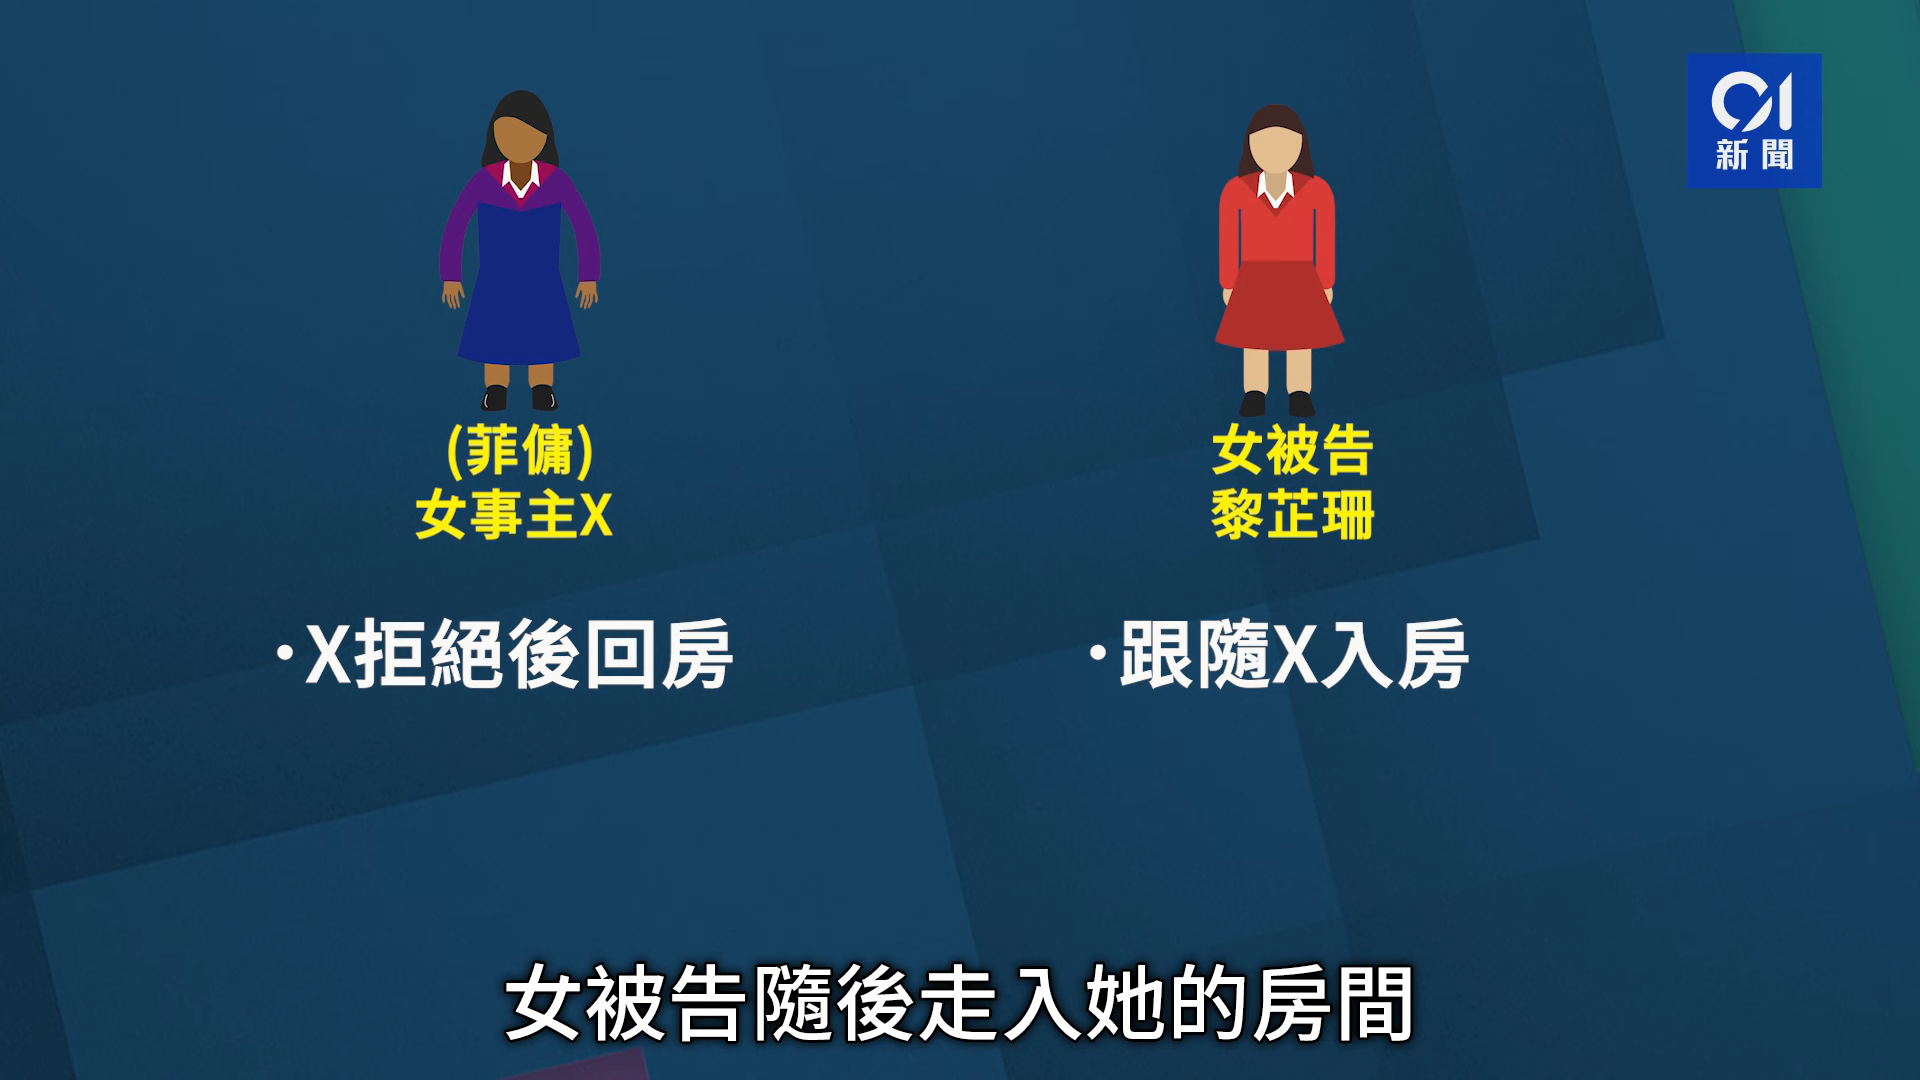 01
新聞
(菲傭)
女事主X
女被告
黎芷珊
·X拒絕後回房
·跟隨X入房
女被告隨後走入她的房間